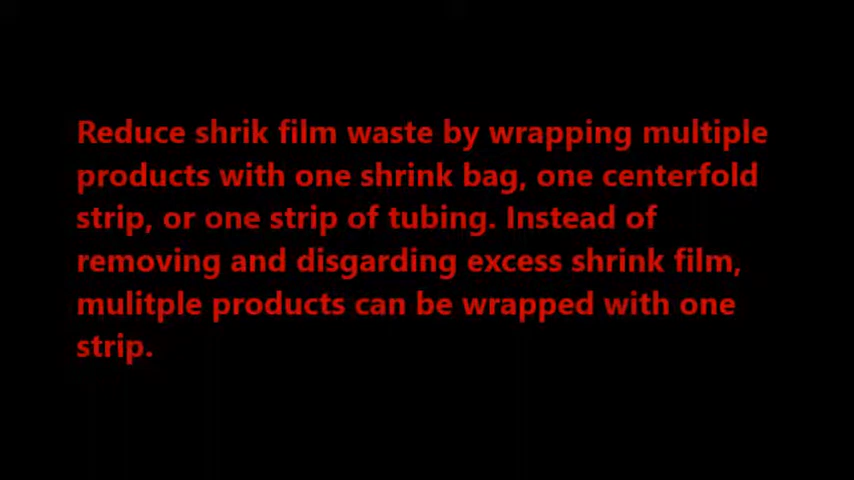 Reduce shrik film waste by wrapping multiple
products with one shrink bag, one centerfold
strip, or one strip of tubing. Instead of
removing and disgarding excess shrink film,
mulitple products can be wrapped with one
strip.